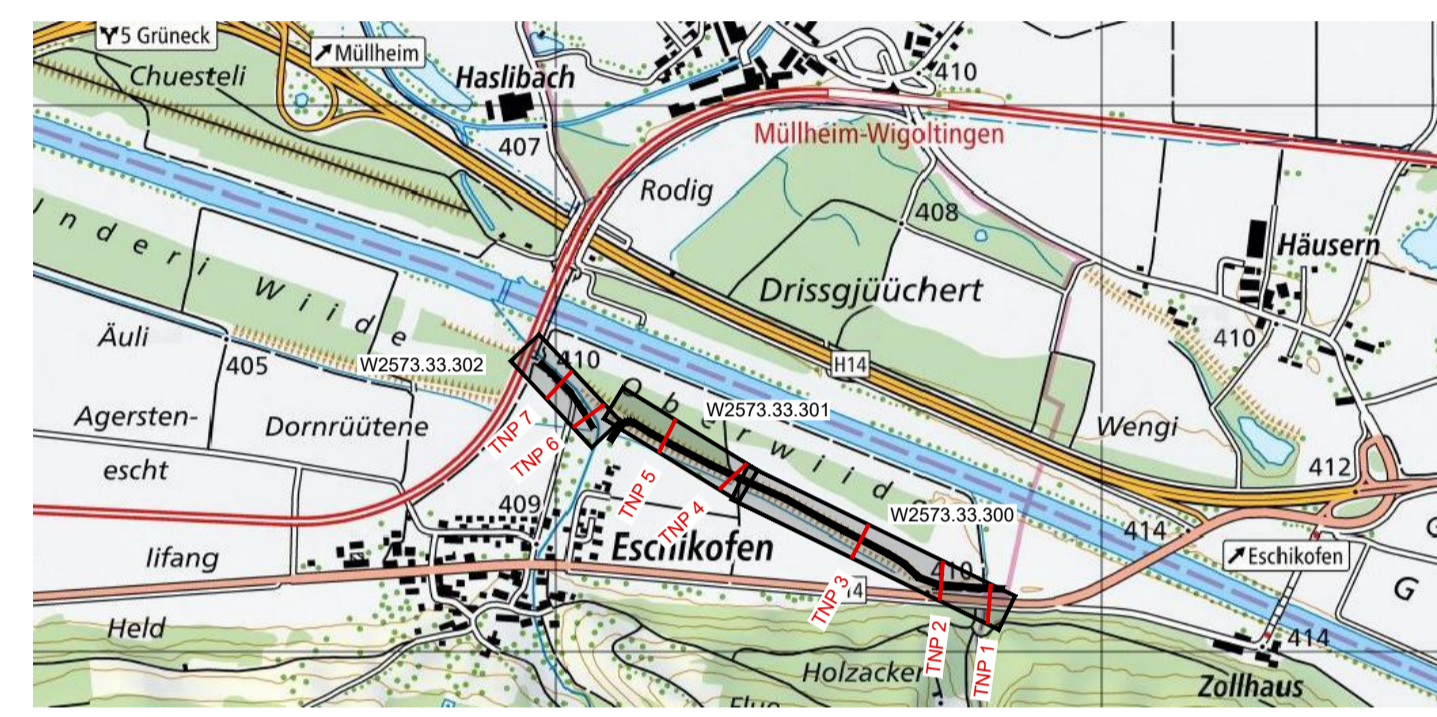 5 Grüneck
Müllheim
Chuesteli
Haslibach
410
407
Müllheim-Wigoltingen
Rodig
408
Häusern
Drissgjüüchert
Underi Wiide
Äuli
405
W2573.33.302
410
H14
410
Oberwiide
W2573.33.301
Agersten-
escht
Dornrüütene
Wengi
TNP 7
TNP 6
TNP 5
TNP 4
412
409
W2573.33.300
414
Iifang
Eschikofen
Eschikofen
G
410
TNP 3
14
TNP 2
TNP 1
Held
Holzacker
414
Zollhaus